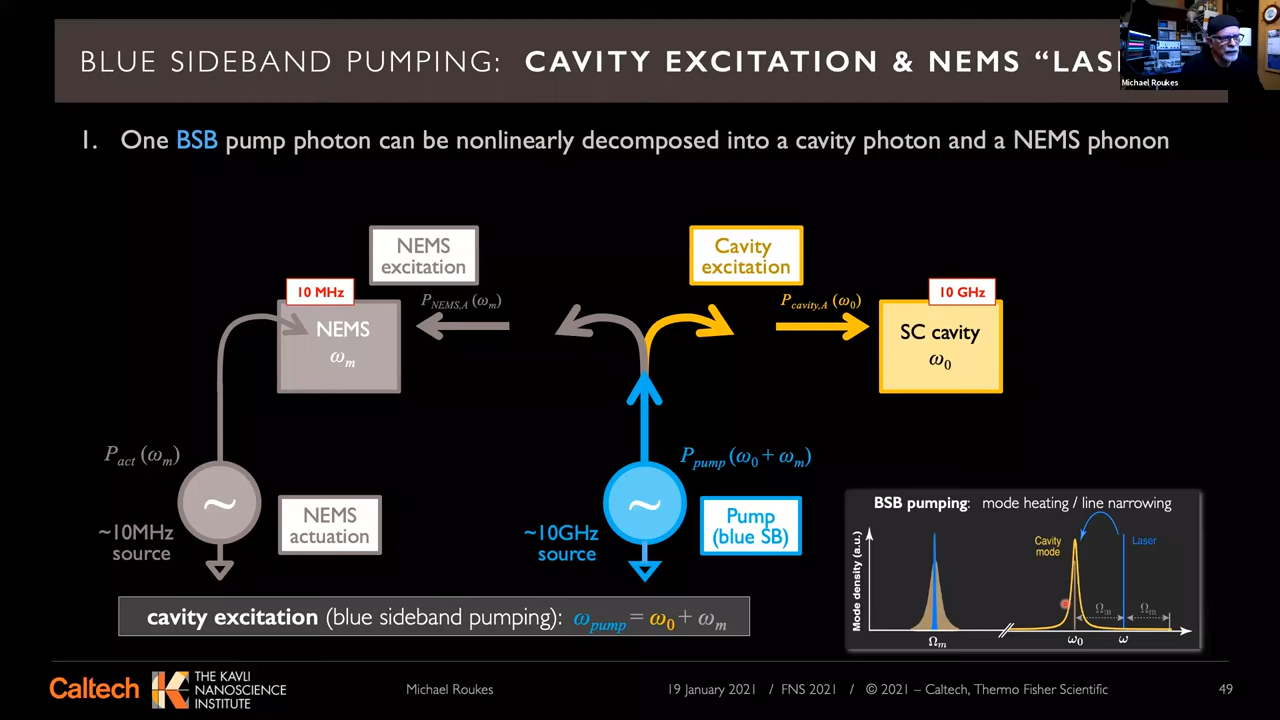 BLUE SIDEBAND PUMPING: CAVITY EXCITATION & NEMS “LAS
Michael Roukes
1. One BSB pump photon can be nonlinearly decomposed into a cavity photon and a NEMS phonon
NEMS
excitation
Cavity
excitation
10 MHz
P_NEMS,A (ω_m)
P_cavity,A (ω_0)
10 GHz
NEMS
ω_m
SC cavity
ω_0
P_act (ω_m)
P_pump (ω_0 + ω_m)
~
~
~10MHz
source
NEMS
actuation
~10GHz
source
Pump
(blue SB)
BSB pumping: mode heating / line narrowing
Mode density (a.u.)
Cavity
mode
Laser
Ω_m
Ω_m
Ω_m
ω_0
ω
cavity excitation (blue sideband pumping): ω_pump = ω_0 + ω_m
Caltech
THE KAVLI
NANOSCIENCE
INSTITUTE
Michael Roukes
19 January 2021 / FNS 2021 / © 2021 – Caltech, Thermo Fisher Scientific
49